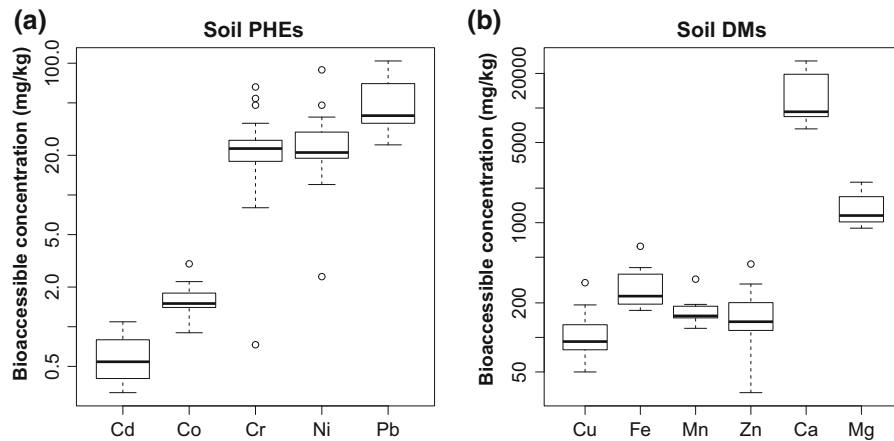 (a)
Soil PHEs
Bioaccessible concentration (mg/kg)
100.0
20.0
5.0
2.0
0.5
Cd Co Cr Ni Pb
(b)
Soil DMs
Bioaccessible concentration (mg/kg)
20000
5000
1000
200
50
Cu Fe Mn Zn Ca Mg